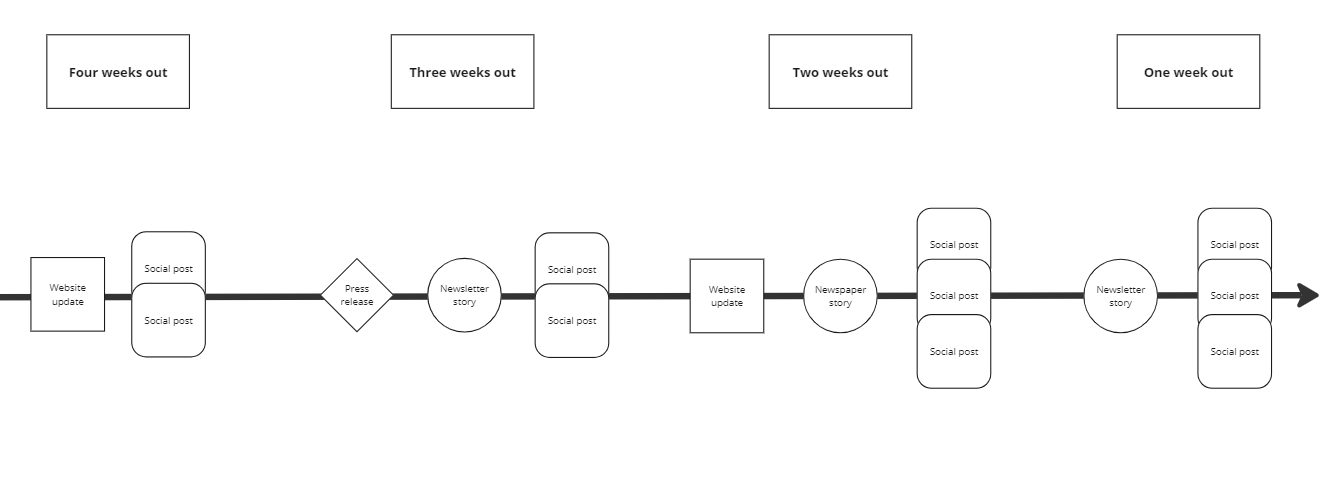 Four weeks out
Three weeks out
Two weeks out
One week out
Website
update
Social post
Social post
Press
release
Newsletter
story
Social post
Social post
Website
update
Newspaper
story
Social post
Social post
Social post
Newsletter
story
Social post
Social post
Social post